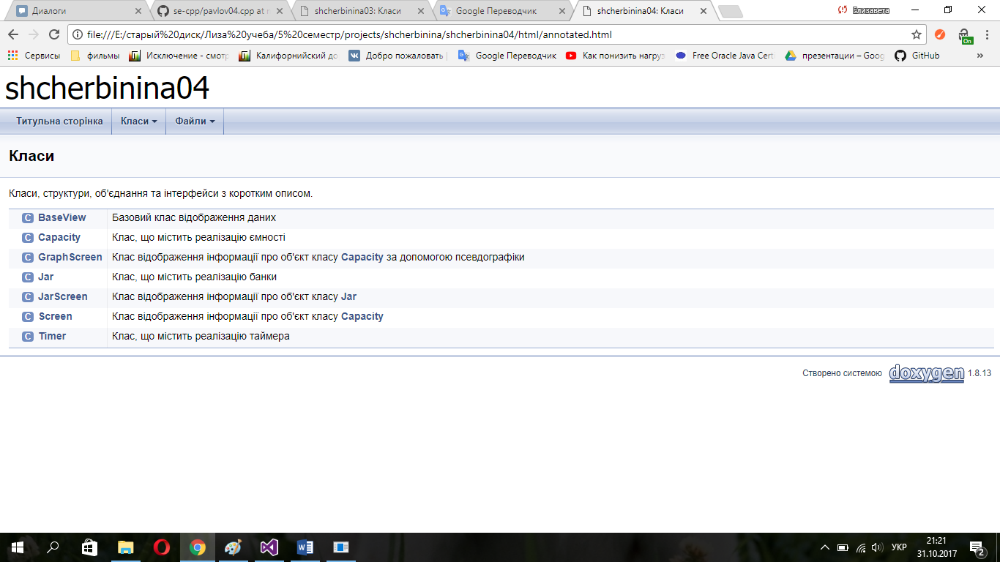 Диалоги
se-cpp/pavlov04.cpp at
shcherbinina03: Класи
Google Переводчик
shcherbinina04: Класи
Елизавета
file:///E:/старый%20диск/Лиза%20учеба/5%20семестр/projects/shcherbinina/shcherbinina04/html/annotated.html
On
Сервисы
фильмы
Исключение - смотр
Калифорнийский до
Добро пожаловать |
Google Переводчик
Как понизить нагруз
Free Oracle Java Cert
презентации – Goog
GitHub
»
shcherbinina04
Титульна сторінка
Класи
Файли
Класи
Класи, структури, об'єднання та інтерфейси з коротким описом.
C BaseView Базовий клас відображення даних
C Capacity Клас, що містить реалізацію ємності
C GraphScreen Клас відображення інформації про об'єкт класу Capacity за допомогою псевдографіки
C Jar Клас, що містить реалізацію банки
C JarScreen Клас відображення інформації про об'єкт класу Jar
C Screen Клас відображення інформації про об'єкт класу Capacity
C Timer Клас, що містить реалізацію таймера
Створено системою doxygen 1.8.13
УКР
21:21
31.10.2017
2